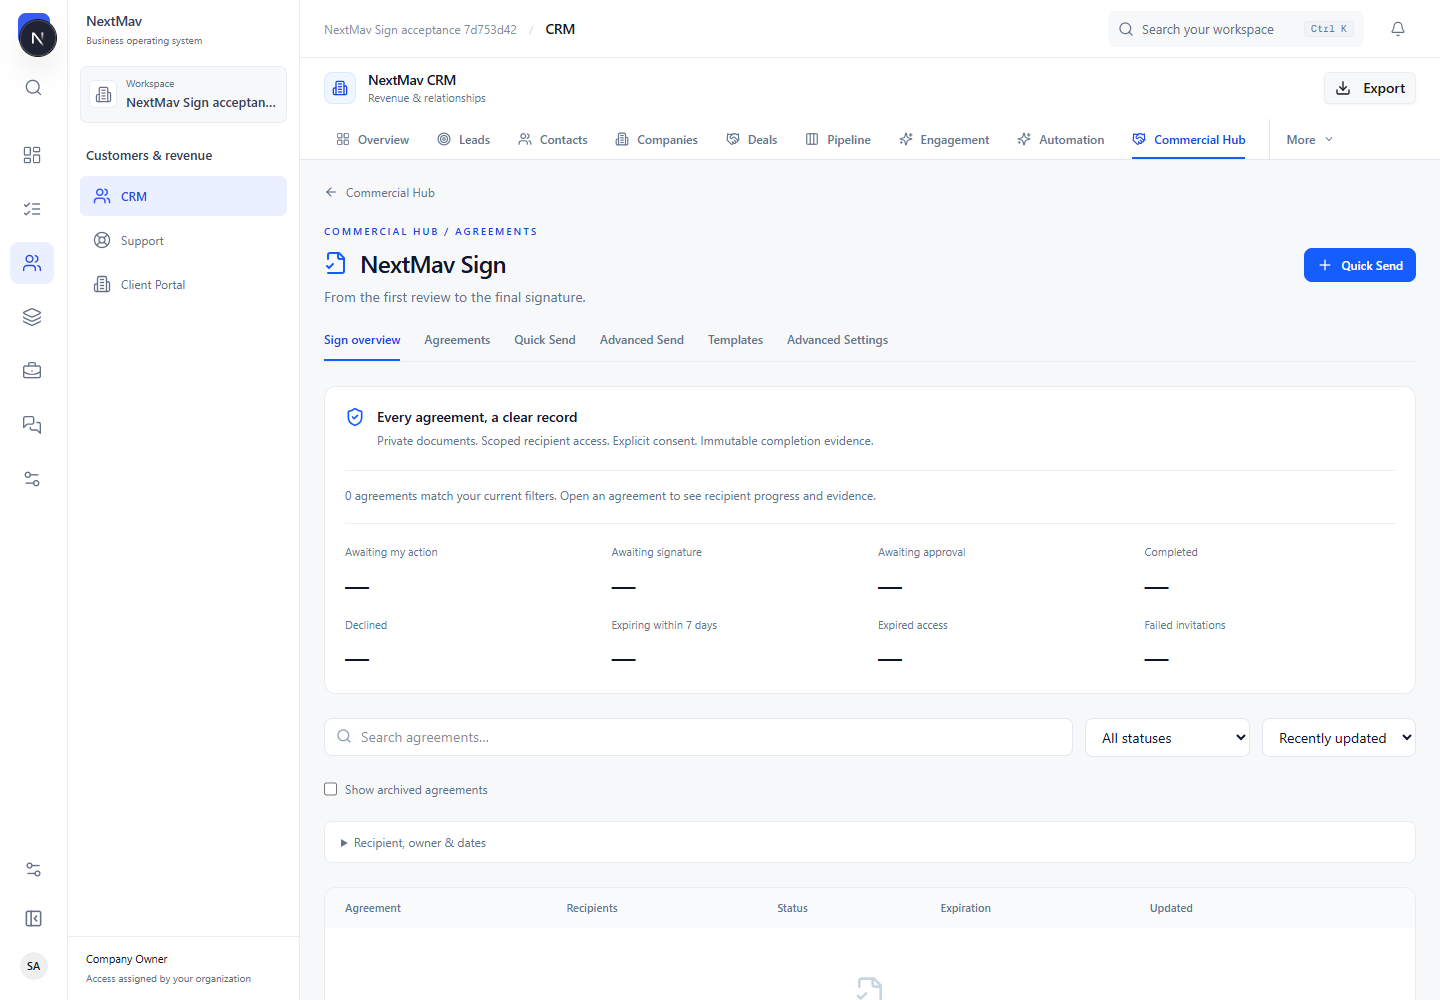 N
NextMav
Business operating system
Workspace
NextMav Sign acceptan...
Customers & revenue
CRM
Support
Client Portal
Company Owner
Access assigned by your organization
SA
NextMav Sign acceptance 7d753d42 / CRM
Search your workspace Ctrl K
NextMav CRM
Revenue & relationships
Export
Overview Leads Contacts Companies Deals Pipeline Engagement Automation Commercial Hub More
Commercial Hub
COMMERCIAL HUB / AGREEMENTS
NextMav Sign
Quick Send
From the first review to the final signature.
Sign overview Agreements Quick Send Advanced Send Templates Advanced Settings
Every agreement, a clear record
Private documents. Scoped recipient access. Explicit consent. Immutable completion evidence.
0 agreements match your current filters. Open an agreement to see recipient progress and evidence.
Awaiting my action Awaiting signature Awaiting approval Completed
— — — —
Declined Expiring within 7 days Expired access Failed invitations
— — — —
Search agreements... All statuses Recently updated
Show archived agreements
Recipient, owner & dates
Agreement Recipients Status Expiration Updated